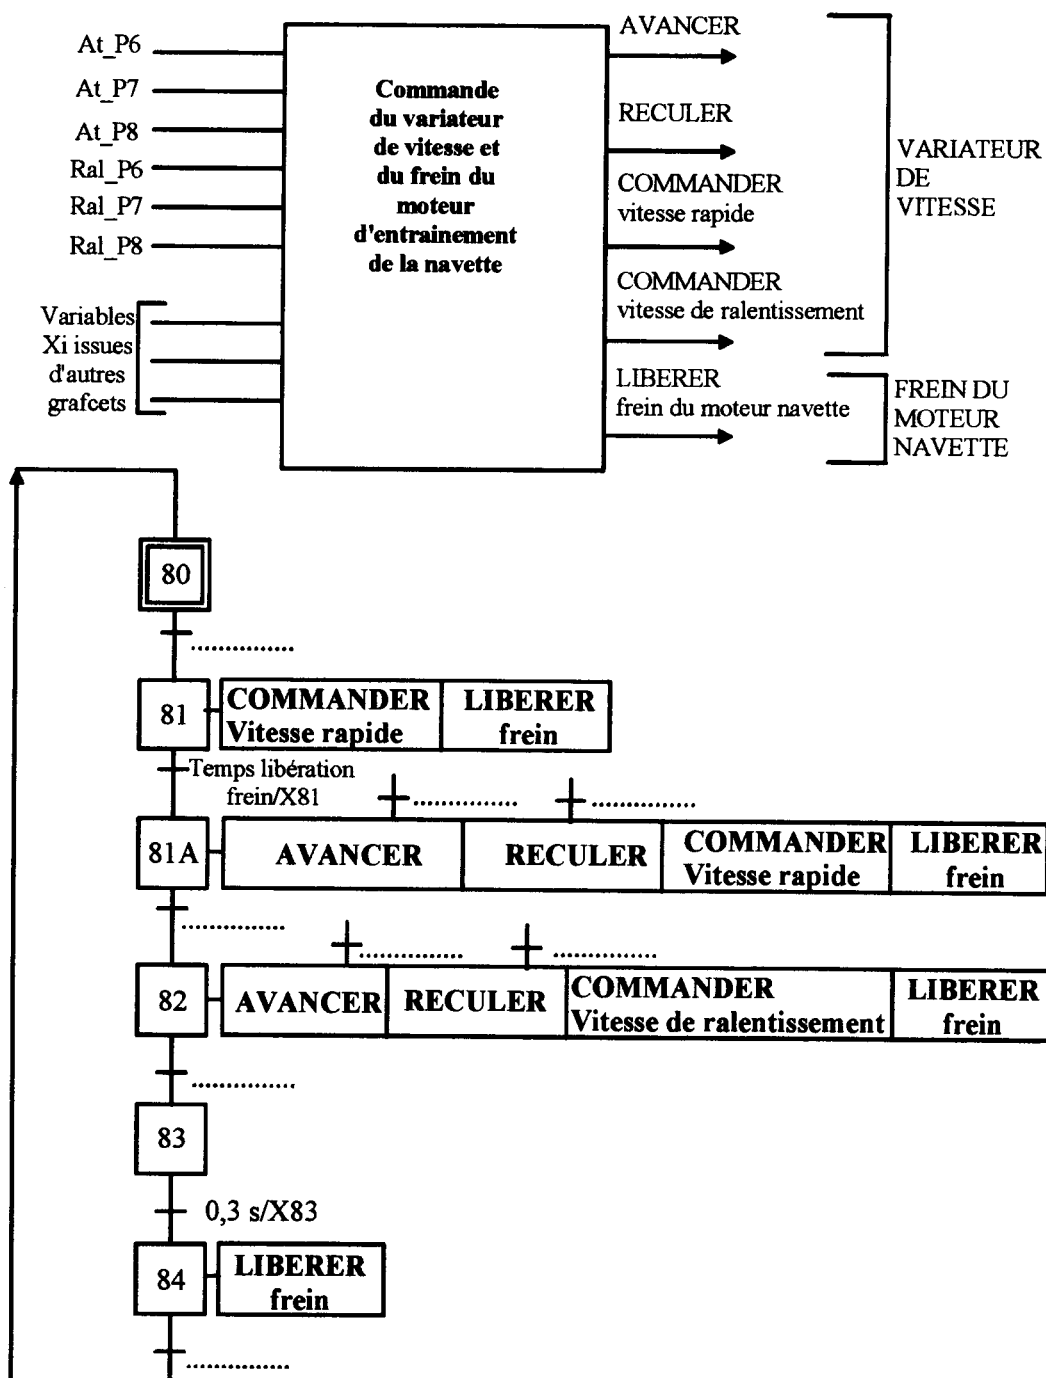 At_P6
At_P7
At_P8
Ral_P6
Ral_P7
Ral_P8
Variables
Xi issues
d'autres
grafcets
Commande
du variateur
de vitesse et
du frein du
moteur
d'entrainement
de la navette
AVANCER
RECULER
COMMANDER
vitesse rapide
COMMANDER
vitesse de ralentissement
LIBERER
frein du moteur navette
VARIATEUR
DE
VITESSE
FREIN DU
MOTEUR
NAVETTE
80
....................
81
COMMANDER
Vitesse rapide
LIBERER
frein
Temps libération
frein/X81
....................
....................
81A
AVANCER
RECULER
COMMANDER
Vitesse rapide
LIBERER
frein
....................
....................
....................
82
AVANCER
RECULER
COMMANDER
Vitesse de ralentissement
LIBERER
frein
....................
83
0,3 s/X83
84
LIBERER
frein
....................